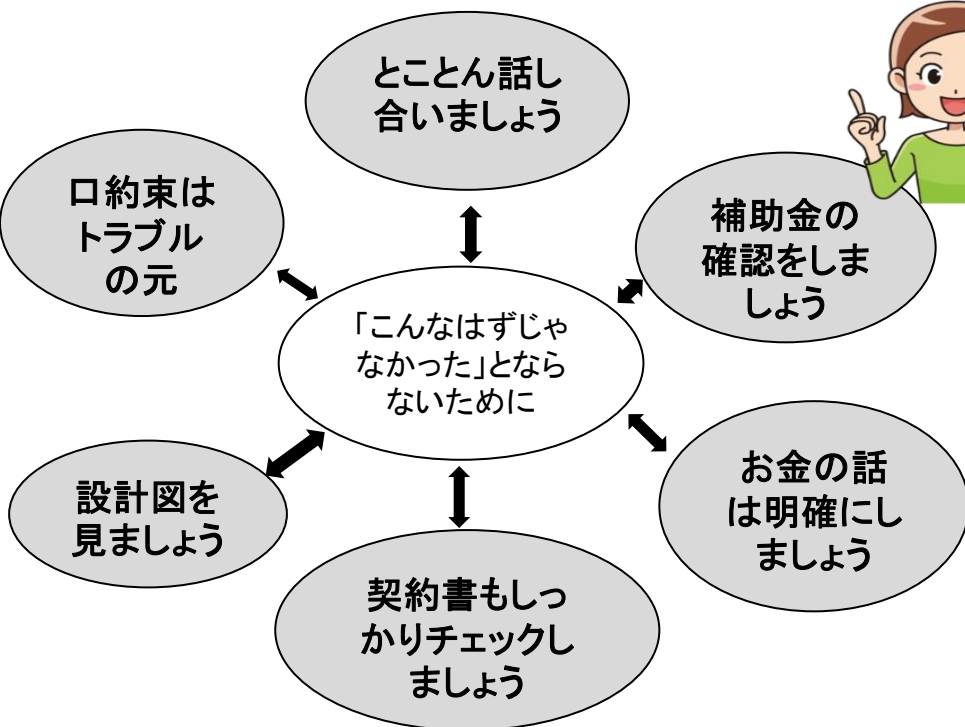 とことん話し
合いましょう
口約束は
トラブル
の元
補助金の
確認をしま
しょう
「こんなはずじゃ
なかった」となら
ないために
設計図を
見ましょう
お金の話
は明確にし
ましょう
契約書もしっ
かりチェックし
ましょう